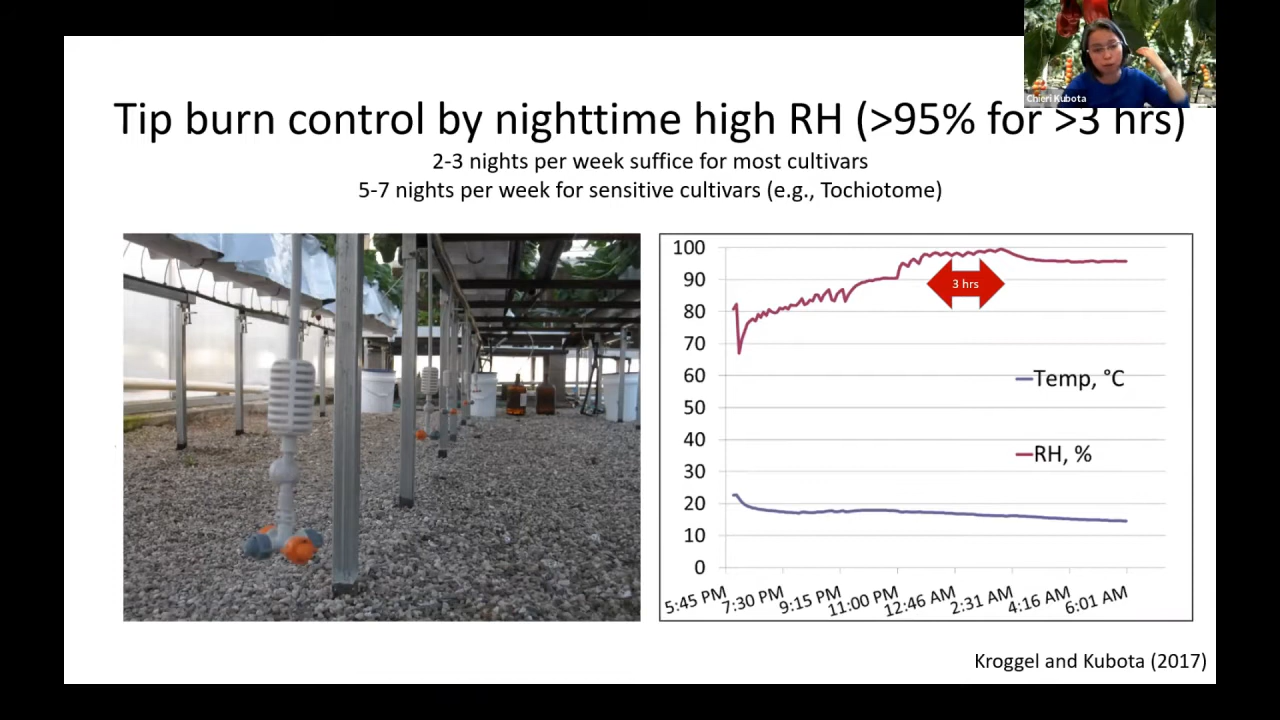 Chieri Kubota
Tip burn control by nighttime high RH (>95% for >3 hrs)
2-3 nights per week suffice for most cultivars
5-7 nights per week for sensitive cultivars (e.g., Tochiotome)
100
90
80
70
60
50
40
30
20
10
0
3 hrs
Temp, °C
RH, %
5:45 PM
7:30 PM
9:15 PM
11:00 PM
12:46 AM
2:31 AM
4:16 AM
6:01 AM
Kroggel and Kubota (2017)